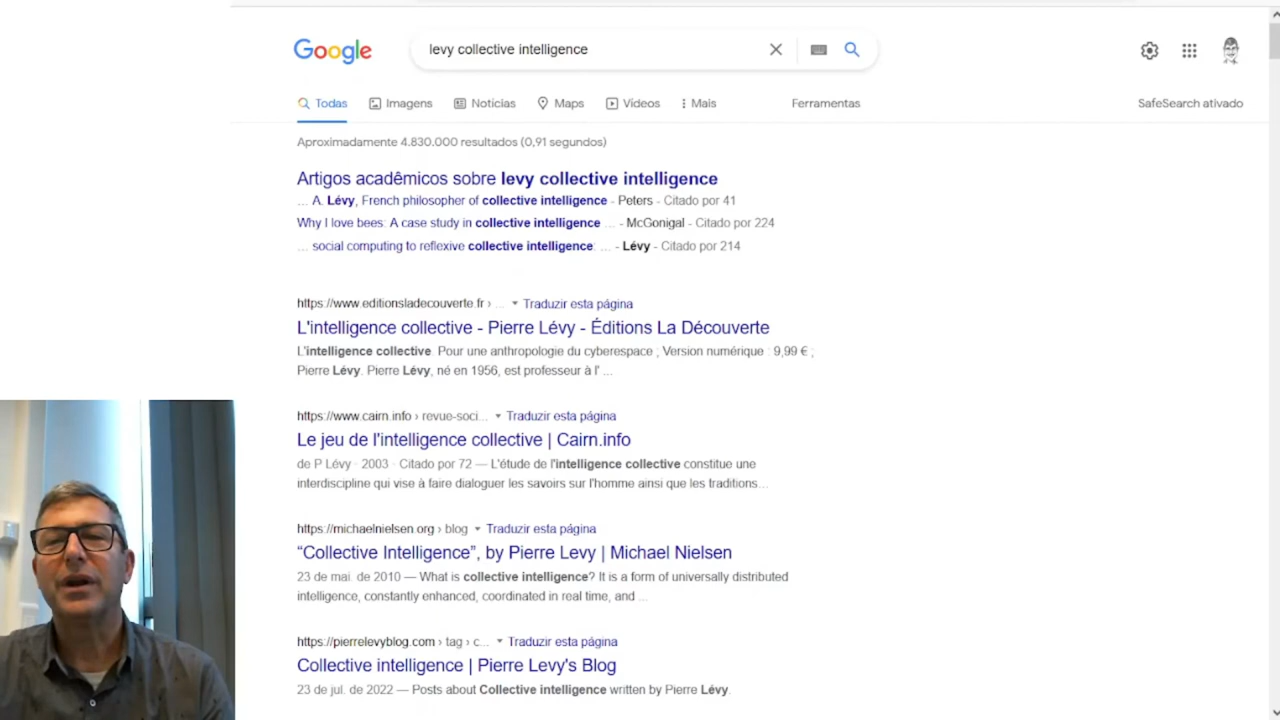 Google
levy collective intelligence
Todas Imagens Notícias Maps Vídeos Mais Ferramentas SafeSearch ativado
Aproximadamente 4.830.000 resultados (0,91 segundos)
Artigos acadêmicos sobre levy collective intelligence
... A. Lévy, French philosopher of collective intelligence - Peters - Citado por 41
Why I love bees: A case study in collective intelligence ... - McGonigal - Citado por 224
... social computing to reflexive collective intelligence: ... - Lévy - Citado por 214
https://www.editionsladecouverte.fr › ... Traduzir esta página
L'intelligence collective - Pierre Lévy - Éditions La Découverte
L'intelligence collective. Pour une anthropologie du cyberespace ; Version numérique : 9,99 € ;
Pierre Lévy. Pierre Lévy, né en 1956, est professeur à l' ...
https://www.cairn.info › revue-soci... Traduzir esta página
Le jeu de l'intelligence collective | Cairn.info
de P Lévy · 2003 · Citado por 72 — L'étude de l'intelligence collective constitue une
interdiscipline qui vise à faire dialoguer les savoirs sur l'homme ainsi que les traditions...
https://michaelnielsen.org › blog Traduzir esta página
“Collective Intelligence”, by Pierre Levy | Michael Nielsen
23 de mai. de 2010 — What is collective intelligence? It is a form of universally distributed
intelligence, constantly enhanced, coordinated in real time, and ...
https://pierrelevyblog.com › tag › c... Traduzir esta página
Collective intelligence | Pierre Levy's Blog
23 de jul. de 2022 — Posts about Collective intelligence written by Pierre Lévy.